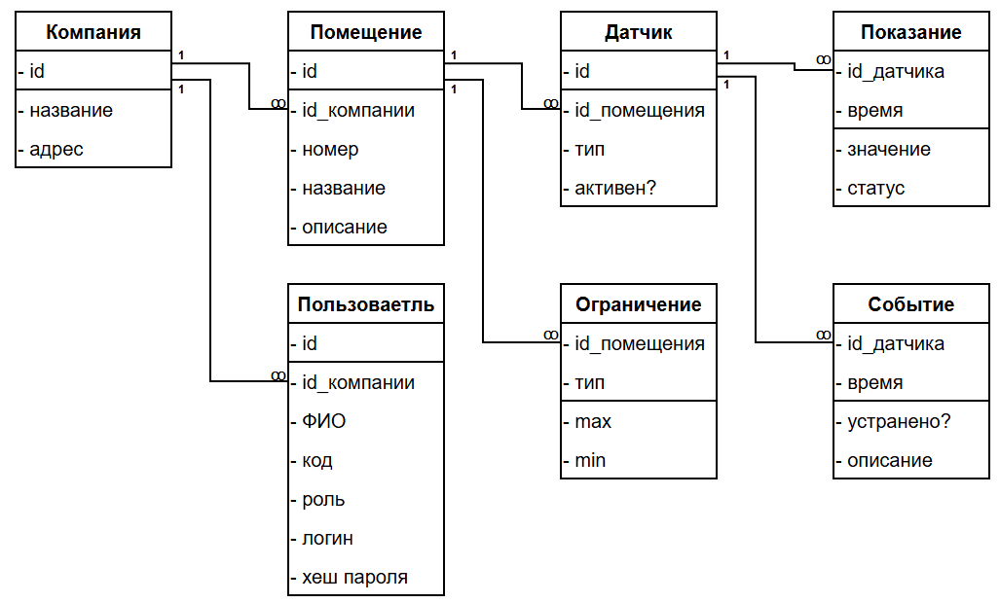 Компания
- id
- название
- адрес
1
1
∞
Помещение
- id
- id_компании
- номер
- название
- описание
1
1
∞
Датчик
- id
- id_помещения
- тип
- активен?
1
1
∞
Показание
- id_датчика
- время
- значение
- статус
∞
Пользоваетль
- id
- id_компании
- ФИО
- код
- роль
- логин
- хеш пароля
∞
Ограничение
- id_помещения
- тип
- max
- min
∞
Событие
- id_датчика
- время
- устранено?
- описание